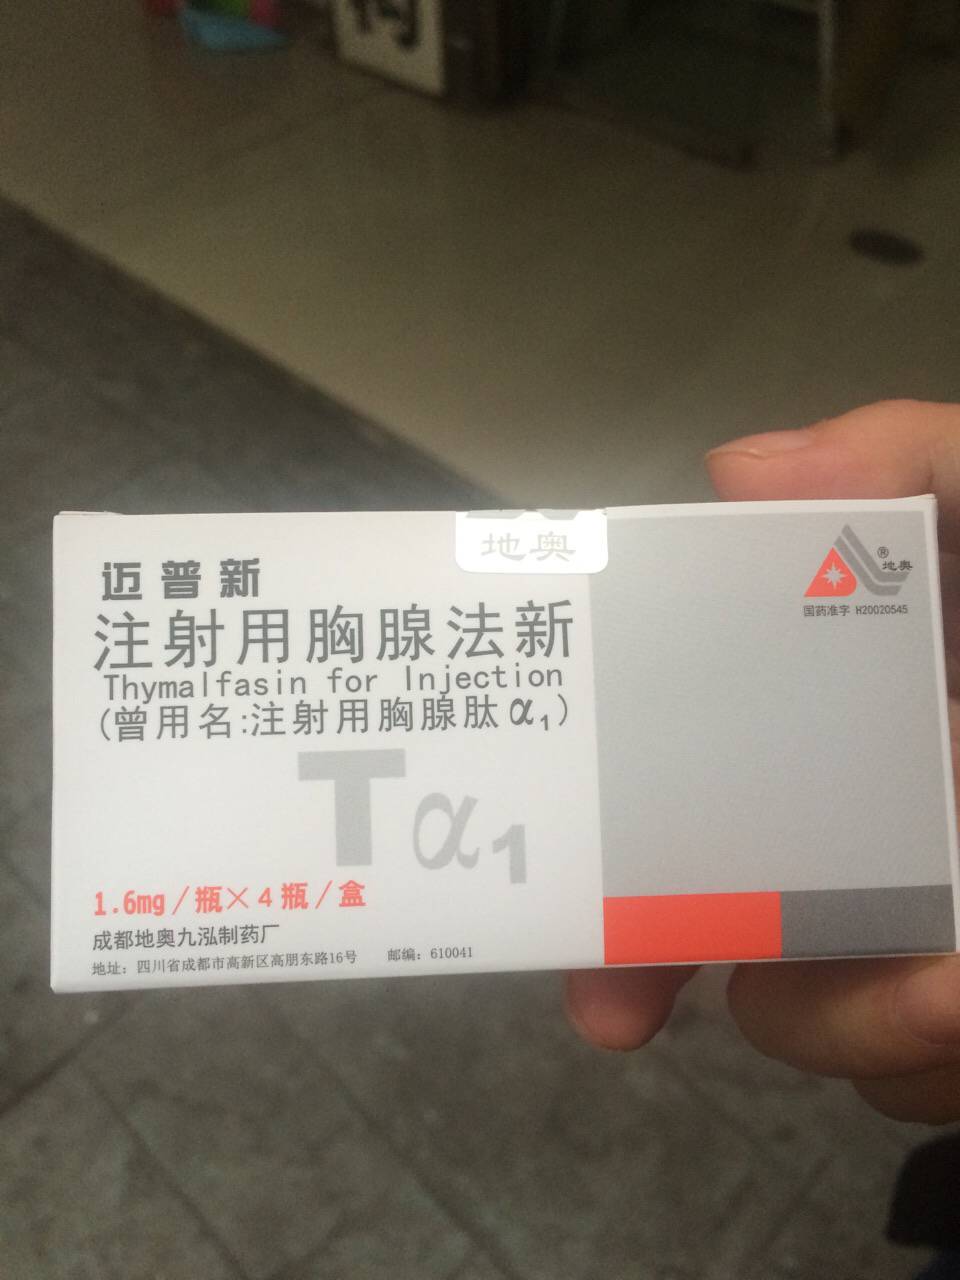 地奥
迈普新
注射用胸腺法新
Thymalfasin for Injection
(曾用名:注射用胸腺肽α₁)
Tα1
1.6mg/瓶×4瓶/盒
成都地奥九泓制药厂
地址：四川省成都市高新区高朋东路16号 邮编：610041
® 地奥
国药准字 H20020545